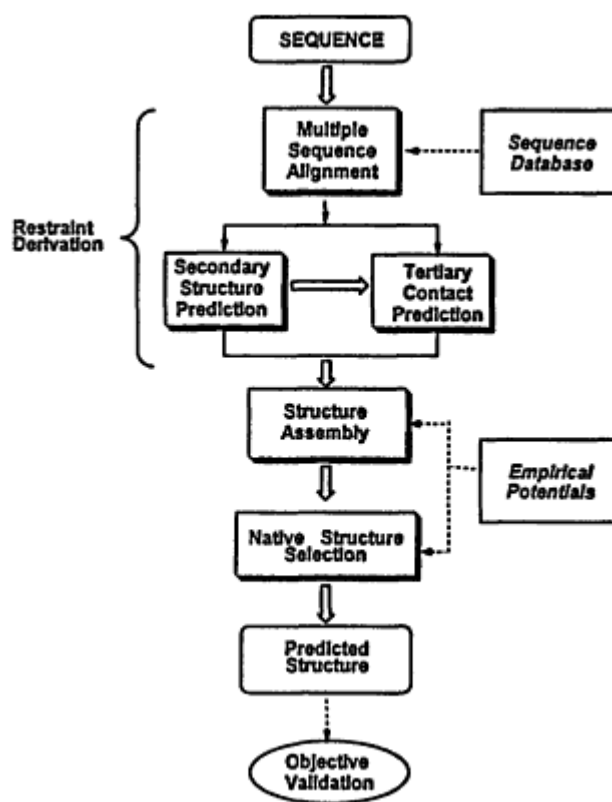 SEQUENCE
Multiple
Sequence
Alignment
Sequence
Database
Restraint
Derivation
Secondary
Structure
Prediction
Tertiary
Contact
Prediction
Structure
Assembly
Empirical
Potentials
Native Structure
Selection
Predicted
Structure
Objective
Validation